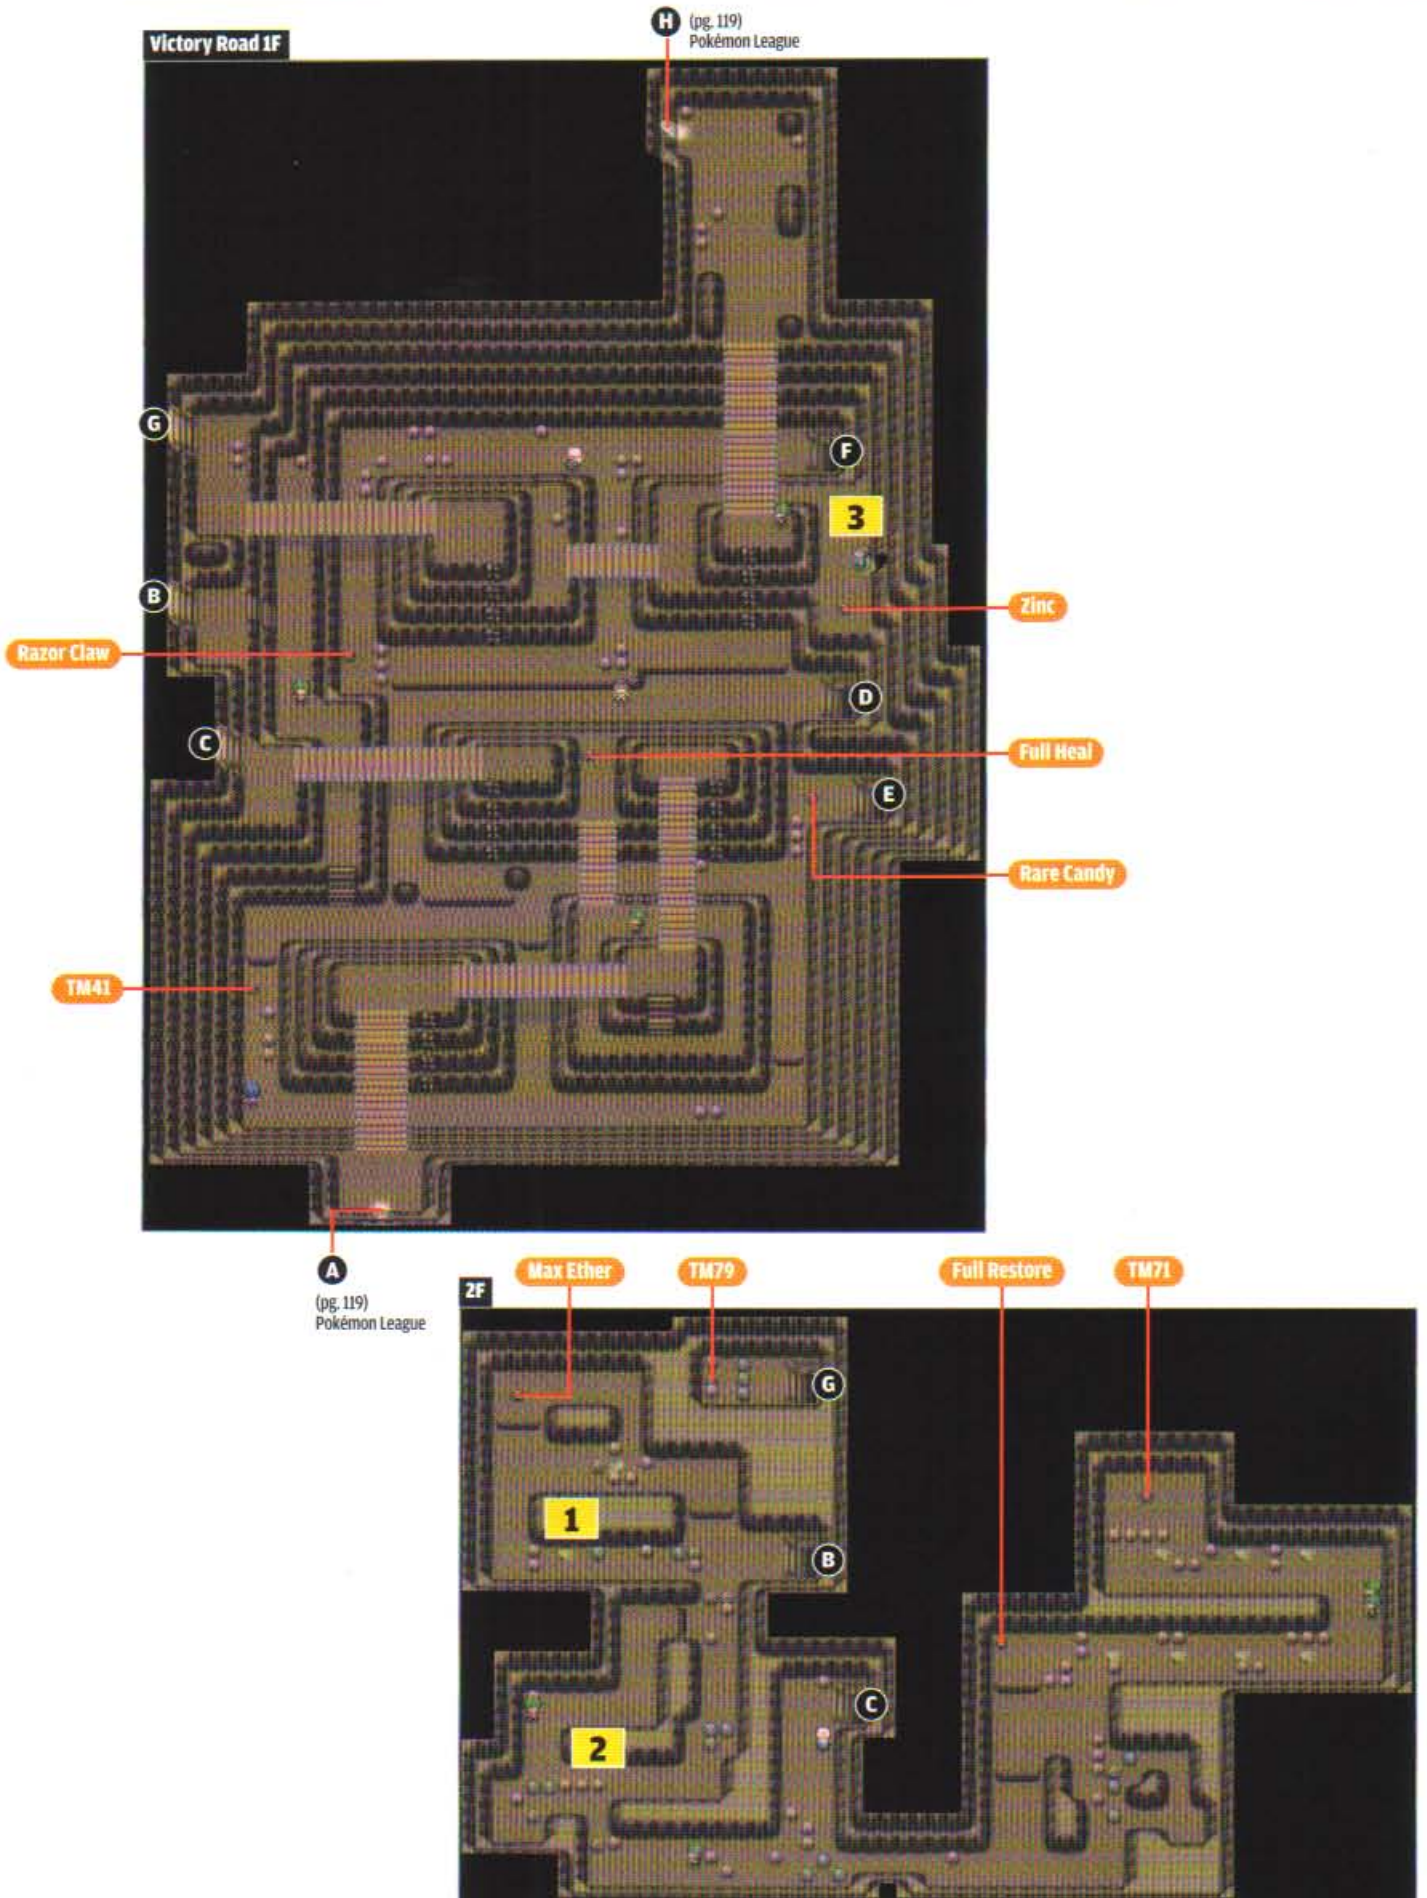 H (pg. 119)
Pokémon League
Victory Road 1F
G
F
3
B
Zinc
Razor Claw
D
C
Full Heal
E
Rare Candy
TM41
A
(pg. 119)
Pokémon League
Max Ether
TM79
Full Restore
TM71
2F
G
1
B
C
2